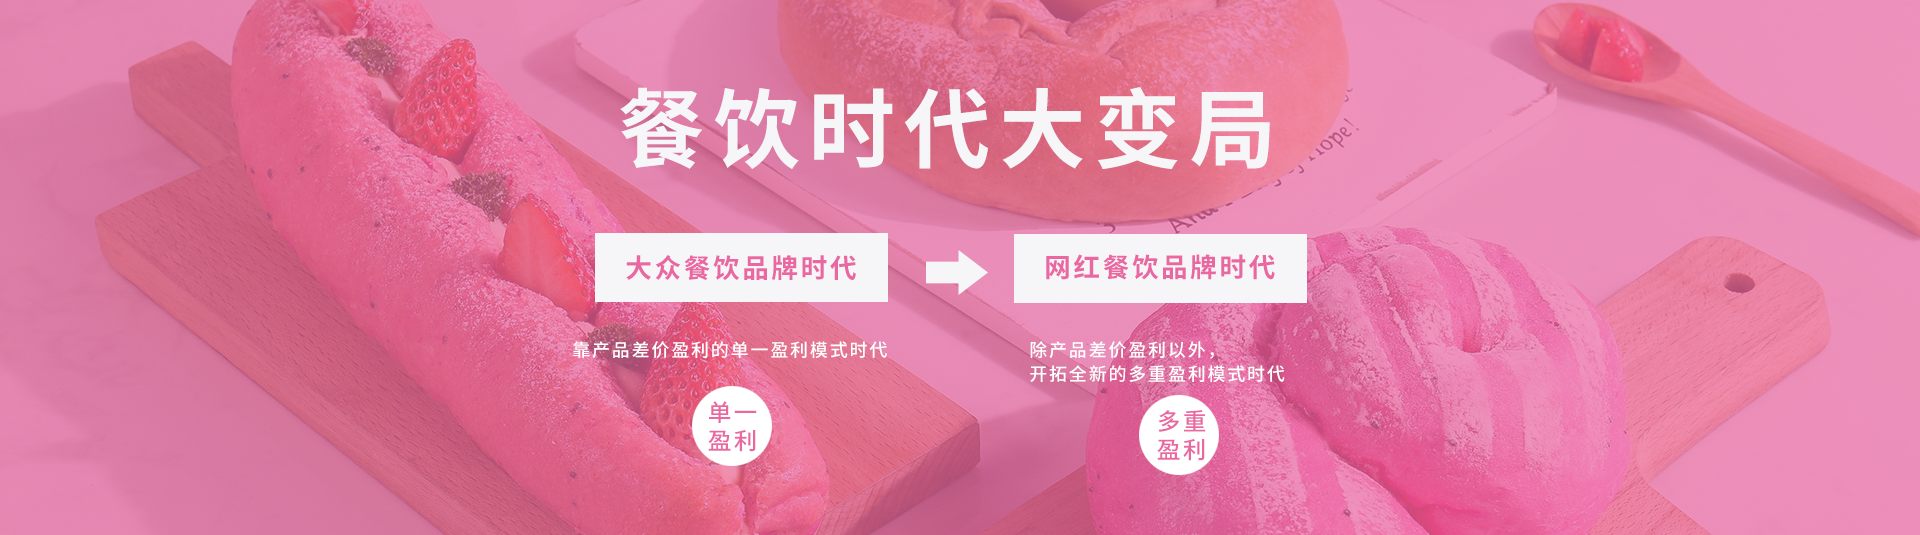 餐饮时代大变局
大众餐饮品牌时代
网红餐饮品牌时代
靠产品差价盈利的单一盈利模式时代
除产品差价盈利以外，
开拓全新的多重盈利模式时代
单一
盈利
多重
盈利
Hope!